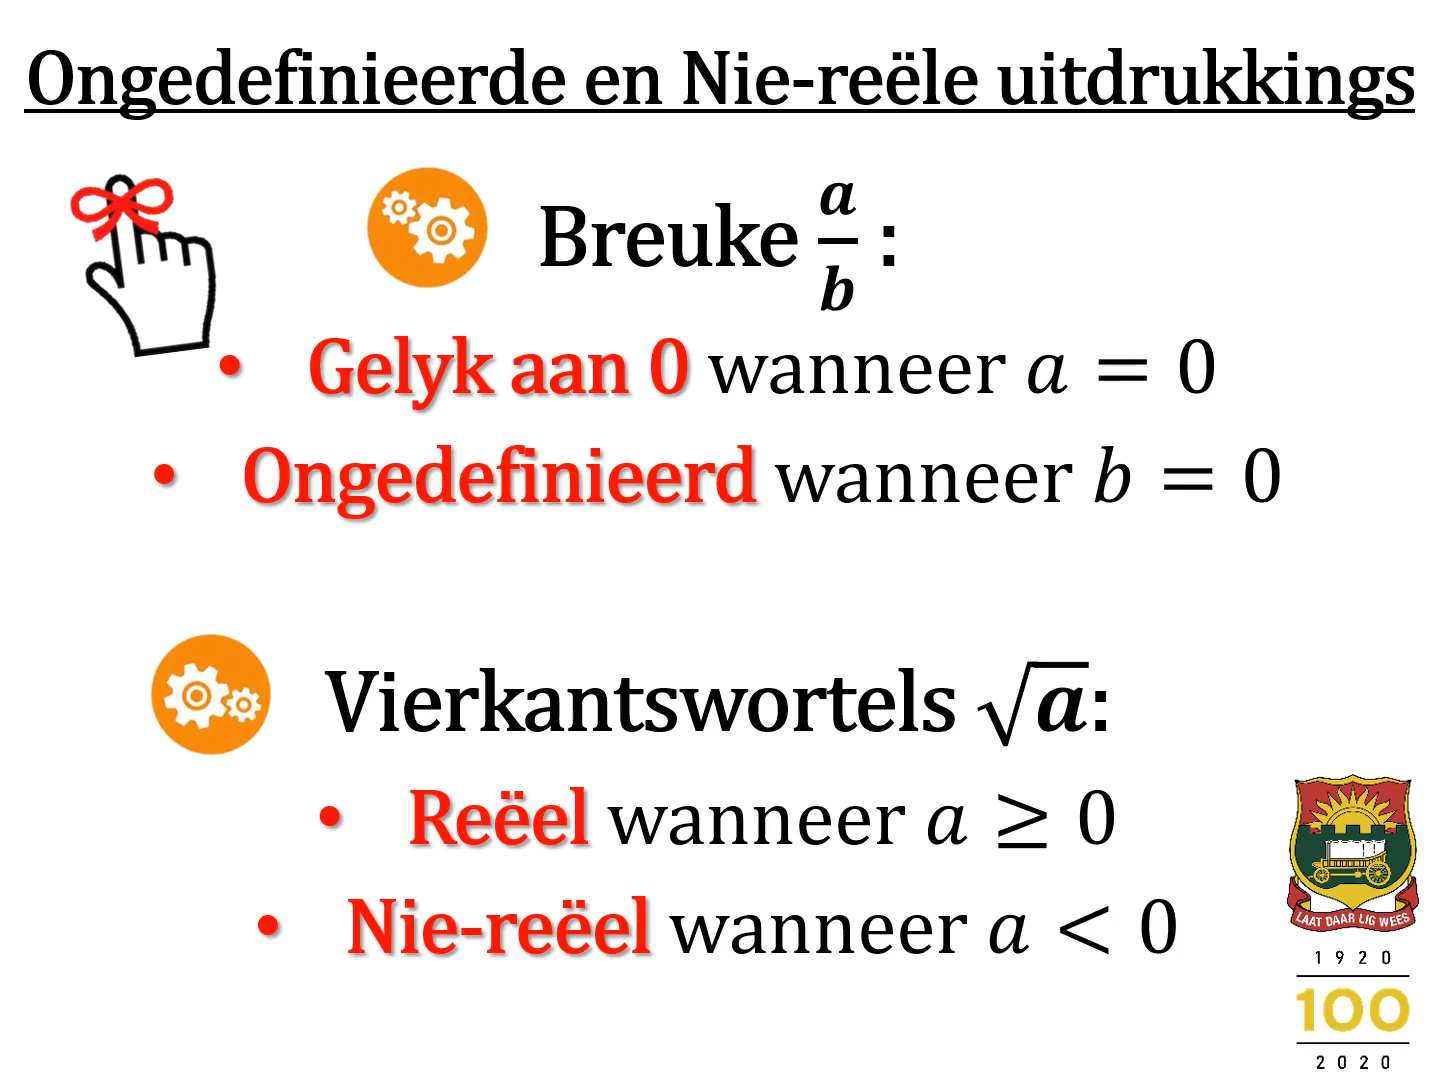 Ongedefinieerde en Nie-reële uitdrukkings
Breuke a/b :
• Gelyk aan 0 wanneer a = 0
• Ongedefinieerd wanneer b = 0
Vierkantswortels √a:
• Reëel wanneer a ≥ 0
• Nie-reëel wanneer a < 0
LAAT DAAR LIG WEES
1920
100
2020